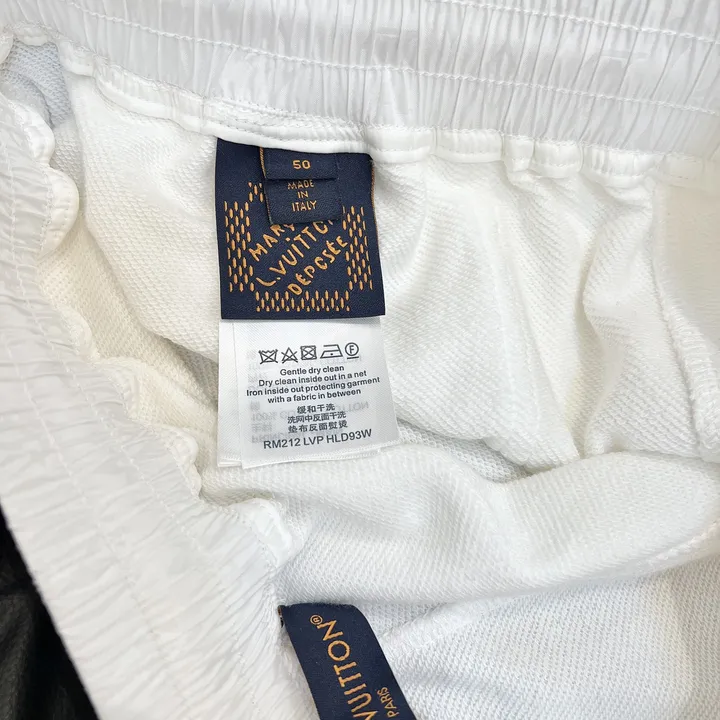 50
MADE
IN
ITALY
L.VUITTON
DÉPOSÉE
Gentle dry clean
Dry clean inside out in a net
Iron inside out protecting garment
with a fabric in between
缓和干洗
洗网中反面干洗
垫布反面熨烫
RM212 LVP HLD93W
VUITTON®
PARIS